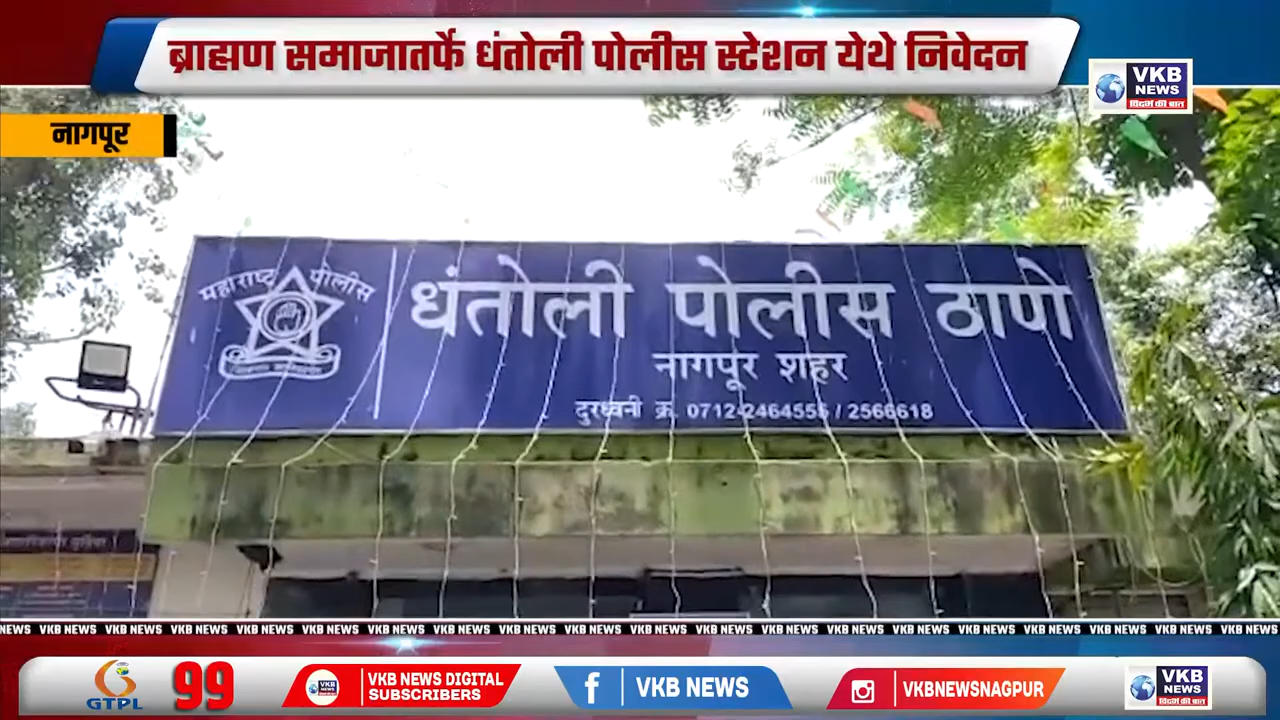 ब्राह्मण समाजातर्फे धंतोली पोलीस स्टेशन येथे निवेदन
VKB
NEWS
विदर्भ की बात
नागपूर
महाराष्ट्र पोलीस
धंतोली पोलीस ठाणे
नागपूर शहर
दुरध्वनी क्र. 0712-2464555 / 2566618
NEWS VKB NEWS VKB NEWS VKB NEWS VKB NEWS VKB NEWS VKB NEWS VKB NEWS VKB NEWS VKB NEWS VKB NEWS VKB NEWS VKB NEWS VKB NEWS VKB NEWS VKB NEWS VKB NEWS VKB NEWS VKB NEWS VKB NEWS
GTPL
99
VKB
NEWS
VKB NEWS DIGITAL
SUBSCRIBERS
VKB NEWS
VKBNEWSNAGPUR
VKB
NEWS
विदर्भ की बात